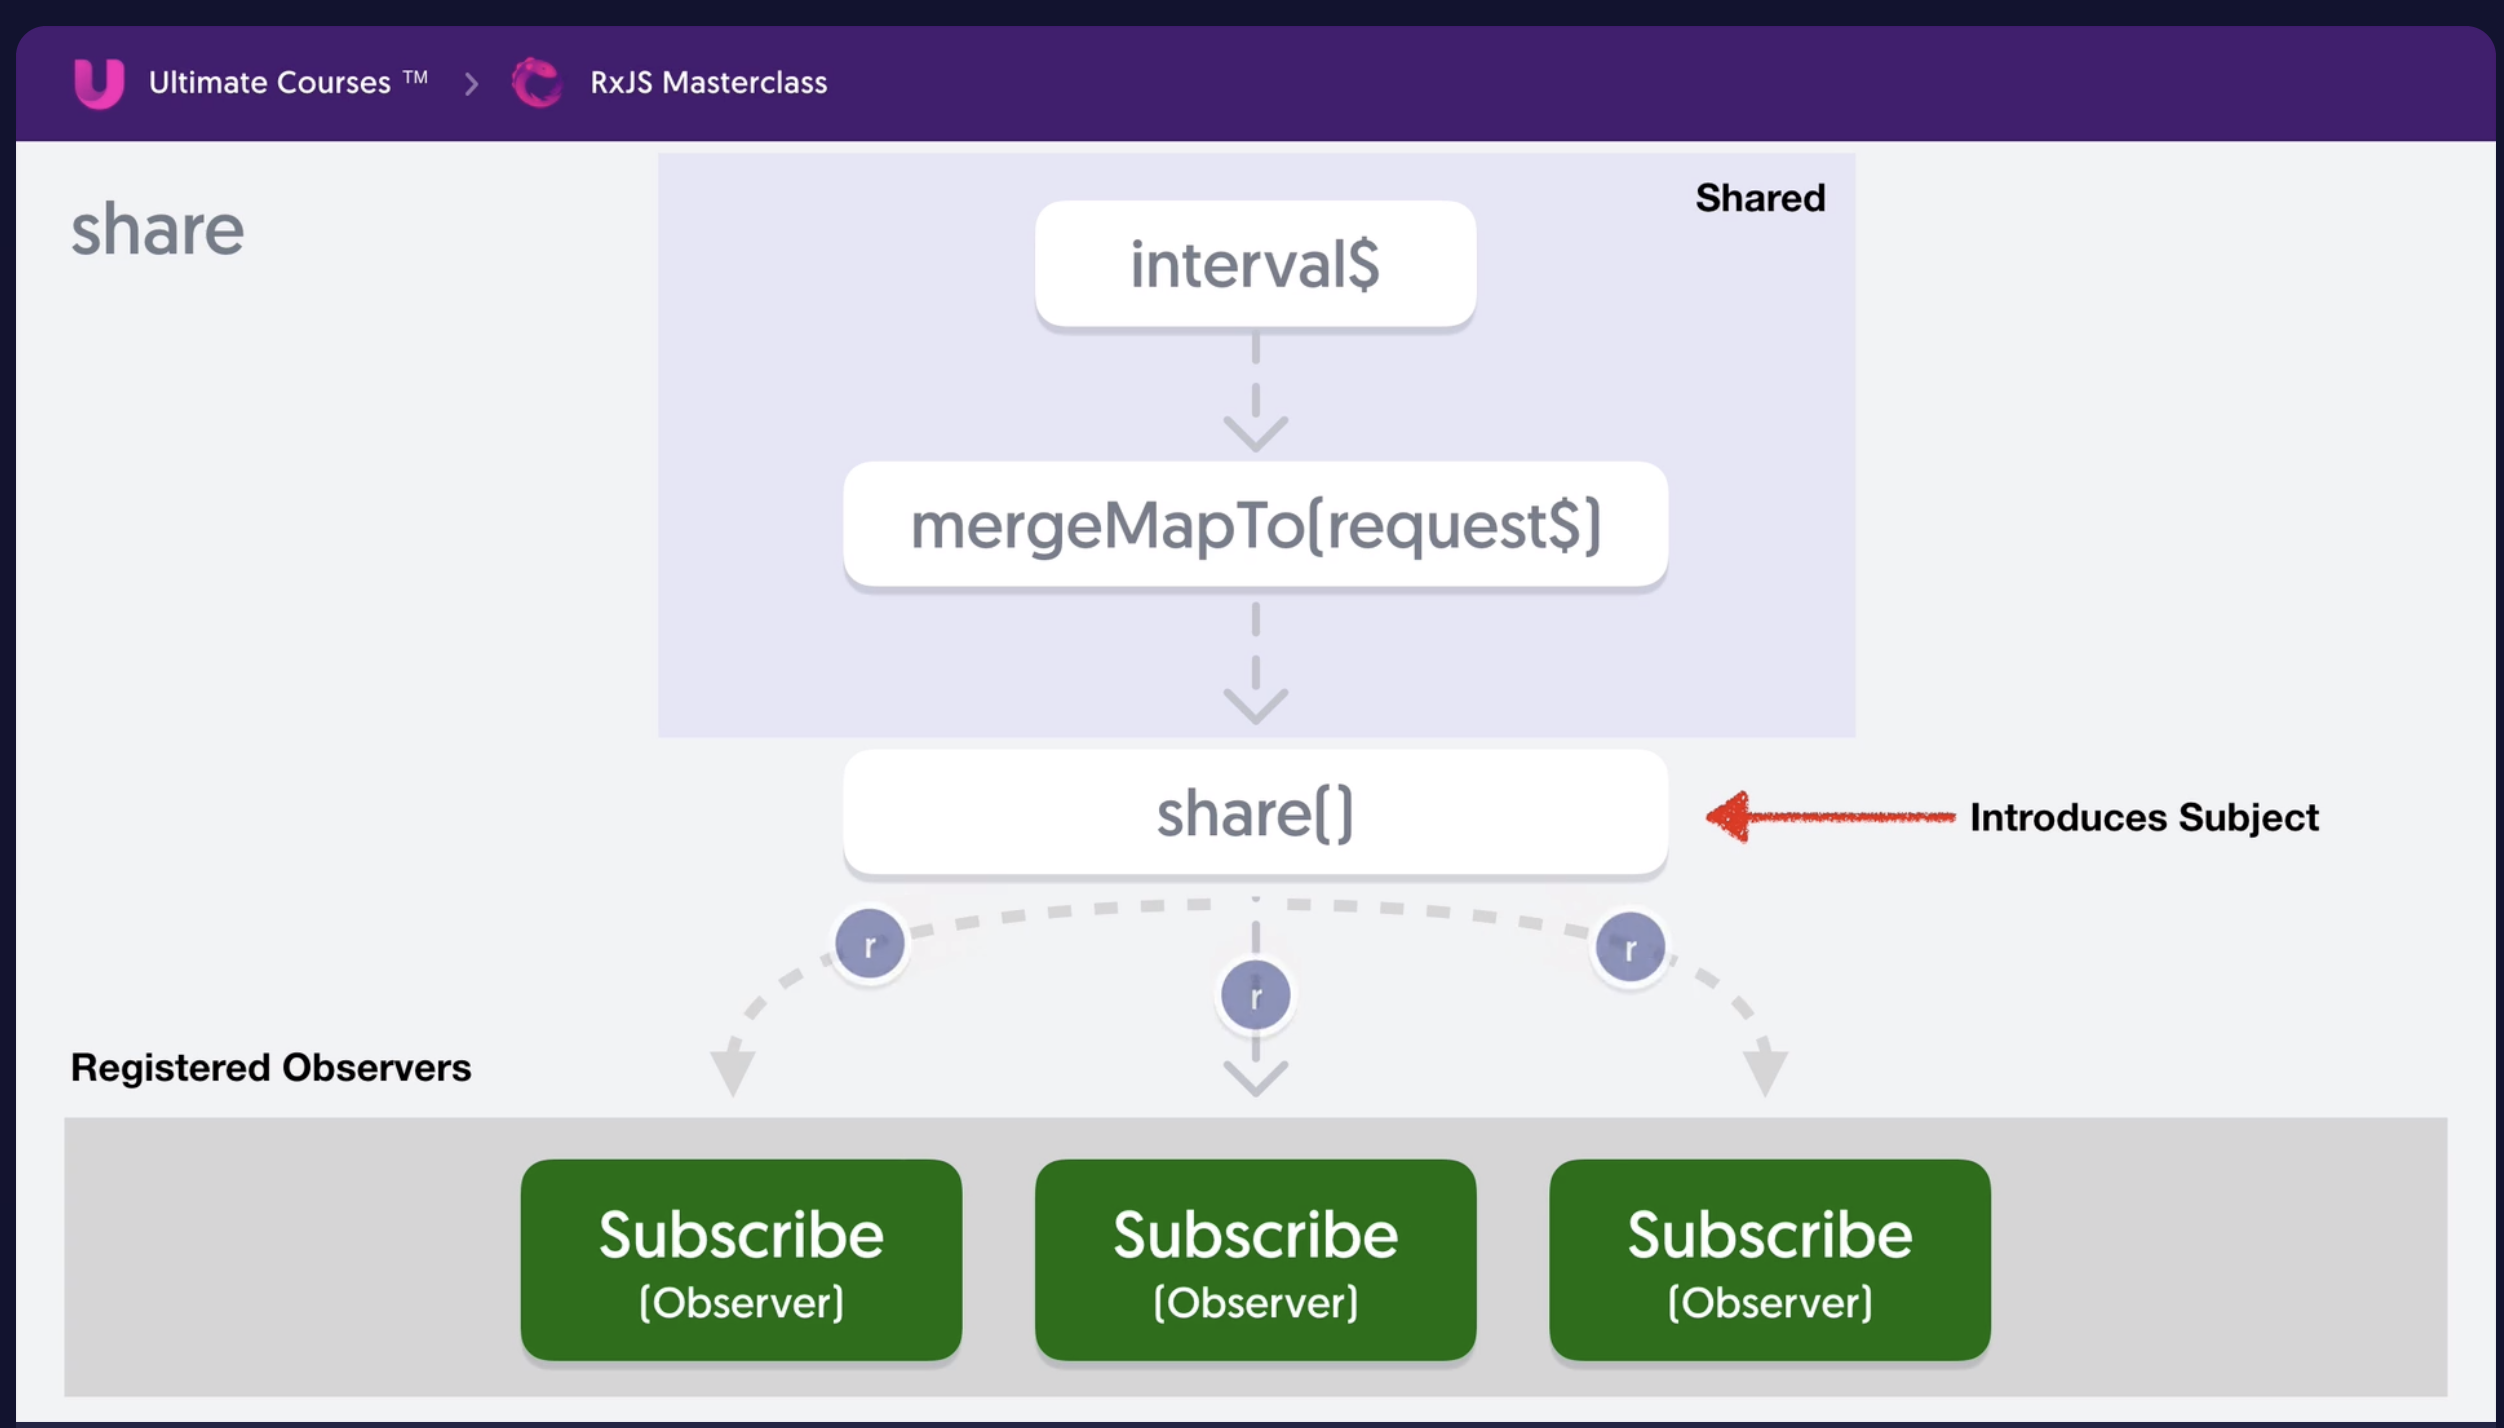 Ultimate Courses ™ > RxJS Masterclass
share
Shared
interval$
mergeMapTo(request$)
share()
Introduces Subject
r
r
r
Registered Observers
Subscribe
(Observer)
Subscribe
(Observer)
Subscribe
(Observer)